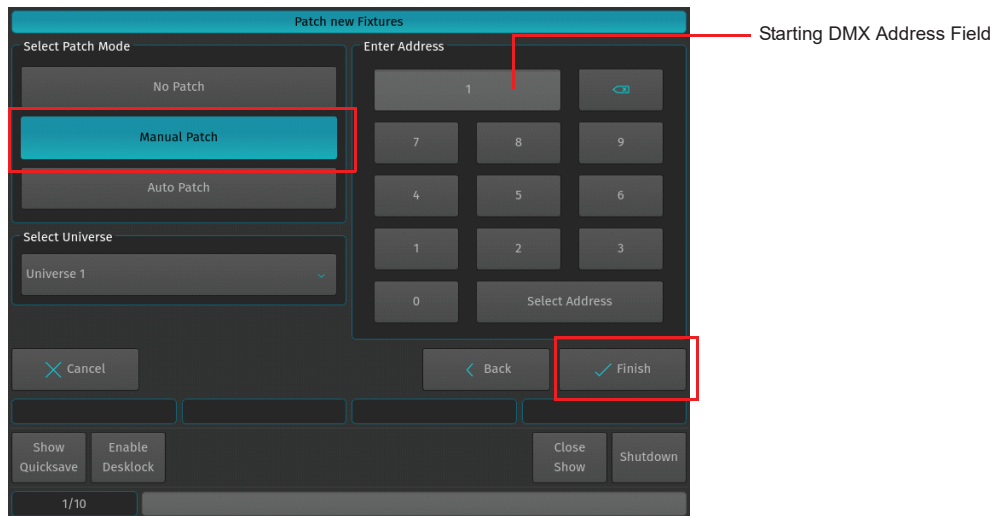 Patch new Fixtures
Select Patch Mode
No Patch
Manual Patch
Auto Patch
Select Universe
Universe 1
Enter Address
1
7 8 9
4 5 6
1 2 3
0 Select Address
Starting DMX Address Field
Cancel
Back
Finish
Show
Quicksave
Enable
Desklock
Close
Show
Shutdown
1/10